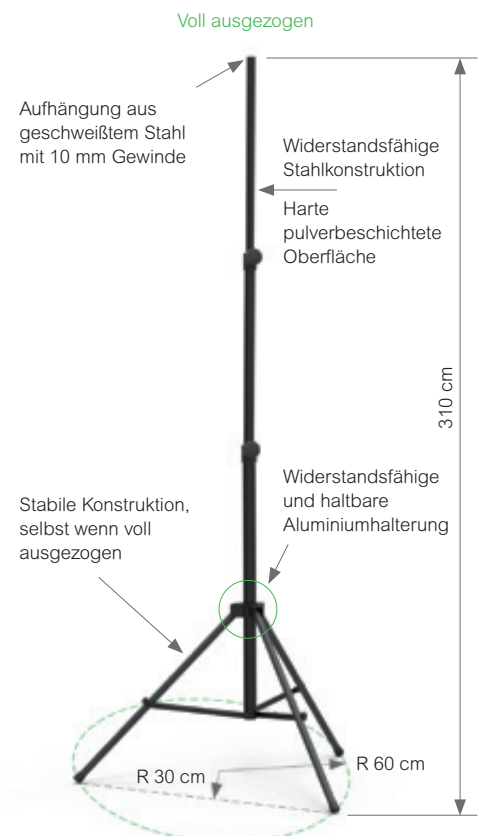 Voll ausgezogen
Aufhängung aus
geschweißtem Stahl
mit 10 mm Gewinde
Widerstandsfähige
Stahlkonstruktion
Harte
pulverbeschichtete
Oberfläche
310 cm
Widerstandsfähige
und haltbare
Aluminiumhalterung
Stabile Konstruktion,
selbst wenn voll
ausgezogen
R 30 cm
R 60 cm